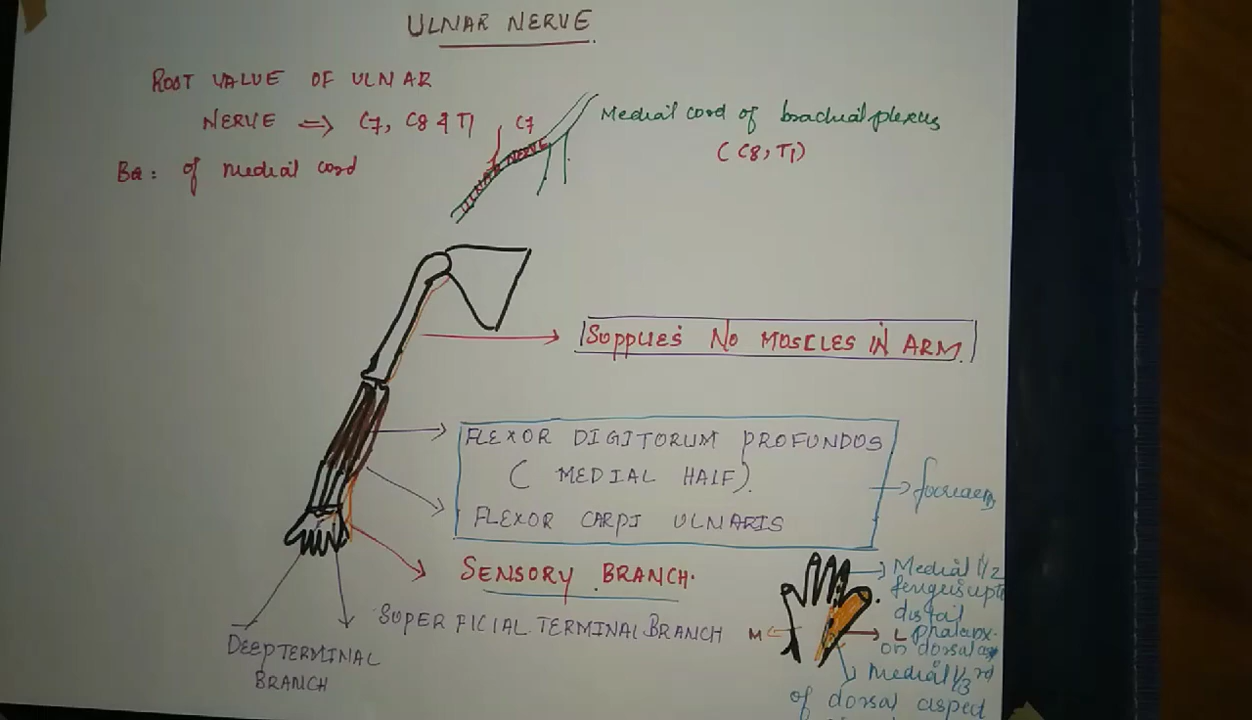 ULNAR NERVE
ROOT VALUE OF ULNAR
NERVE ⇒ C7, C8 & T1
C7
Medial cord of brachial plexus
(C8, T1)
Br: of medial cord
ULNAR NERVE
SUPPLIES NO MUSCLES IN ARM.
FLEXOR DIGITORUM PROFUNDUS
( MEDIAL HALF).
FLEXOR CARPI ULNARIS
→ forearm
SENSORY BRANCH.
SUPERFICIAL TERMINAL BRANCH
DEEP TERMINAL
BRANCH
M
L
Medial 1/2
fingers upto
distal
phalanx
on dorsal
Medial 1/3rd
of dorsal aspect